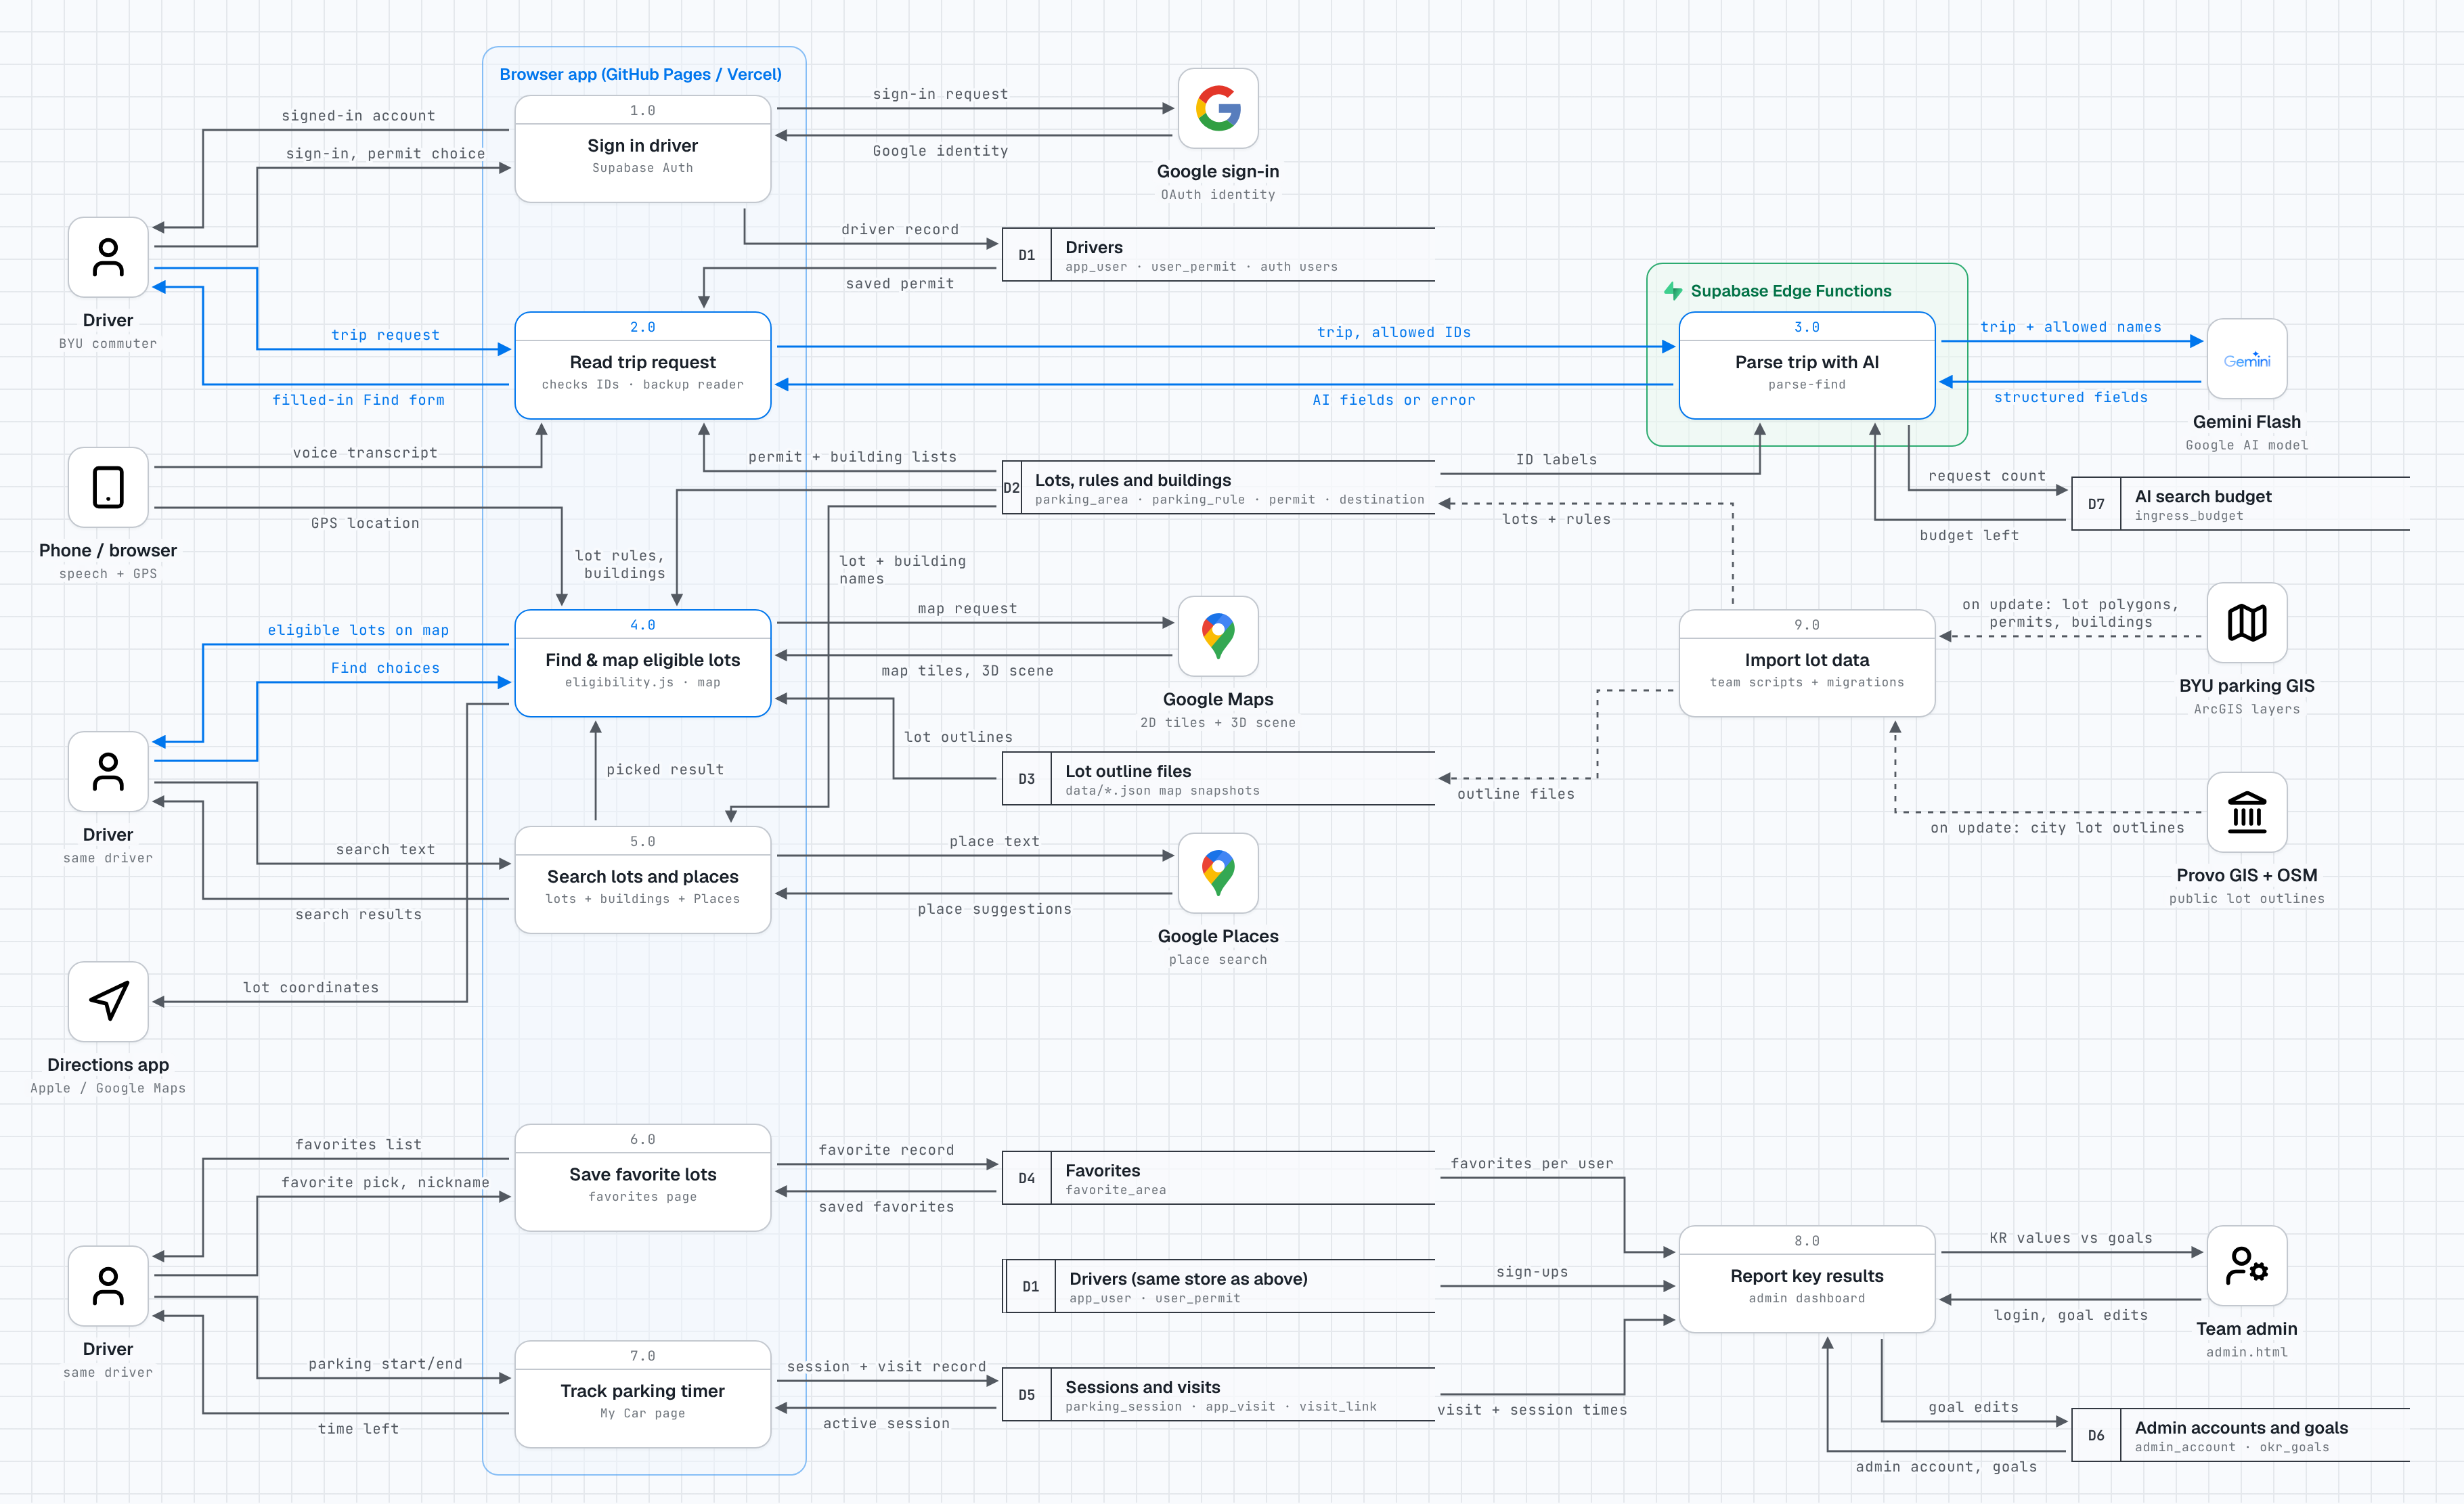 Browser app (GitHub Pages / Vercel)
1.0
Sign in driver
Supabase Auth
signed-in account
sign-in, permit choice
sign-in request
Google identity
Google sign-in
OAuth identity
driver record
saved permit
D1
Drivers
app_user · user_permit · auth users
Driver
BYU commuter
trip request
filled-in Find form
2.0
Read trip request
checks IDs · backup reader
trip, allowed IDs
AI fields or error
Supabase Edge Functions
3.0
Parse trip with AI
parse-find
trip + allowed names
structured fields
Gemini
Gemini Flash
Google AI model
voice transcript
GPS location
Phone / browser
speech + GPS
permit + building lists
D2
Lots, rules and buildings
parking_area · parking_rule · permit · destination
ID labels
lots + rules
request count
budget left
D7
AI search budget
ingress_budget
lot rules,
buildings
lot + building
names
4.0
Find & map eligible lots
eligibility.js · map
eligible lots on map
Find choices
map request
map tiles, 3D scene
Google Maps
2D tiles + 3D scene
9.0
Import lot data
team scripts + migrations
on update: lot polygons,
permits, buildings
BYU parking GIS
ArcGIS layers
lot outlines
D3
Lot outline files
data/*.json map snapshots
outline files
on update: city lot outlines
Provo GIS + OSM
public lot outlines
picked result
Driver
same driver
search text
search results
5.0
Search lots and places
lots + buildings + Places
place text
place suggestions
Google Places
place search
lot coordinates
Directions app
Apple / Google Maps
favorites list
favorite pick, nickname
6.0
Save favorite lots
favorites page
favorite record
saved favorites
D4
Favorites
favorite_area
favorites per user
D1
Drivers (same store as above)
app_user · user_permit
sign-ups
8.0
Report key results
admin dashboard
KR values vs goals
login, goal edits
Team admin
admin.html
Driver
same driver
parking start/end
time left
7.0
Track parking timer
My Car page
session + visit record
active session
D5
Sessions and visits
parking_session · app_visit · visit_link
visit + session times
goal edits
admin account, goals
D6
Admin accounts and goals
admin_account · okr_goals